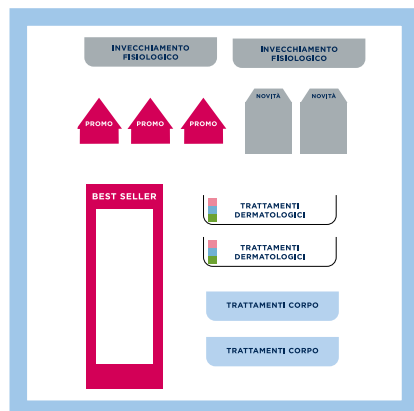 INVECCHIAMENTO
FISIOLOGICO
INVECCHIAMENTO
FISIOLOGICO
PROMO
PROMO
PROMO
NOVITÀ
NOVITÀ
BEST SELLER
TRATTAMENTI
DERMATOLOGICI
TRATTAMENTI
DERMATOLOGICI
TRATTAMENTI CORPO
TRATTAMENTI CORPO